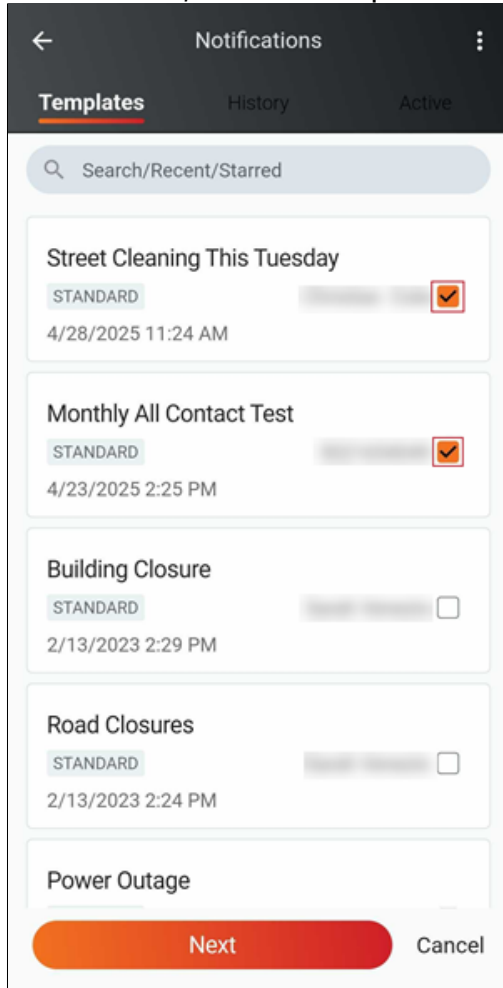 Notifications
Templates History Active
Search/Recent/Starred
Street Cleaning This Tuesday
STANDARD
4/28/2025 11:24 AM
Monthly All Contact Test
STANDARD
4/23/2025 2:25 PM
Building Closure
STANDARD
2/13/2023 2:29 PM
Road Closures
STANDARD
2/13/2023 2:24 PM
Power Outage
Next Cancel